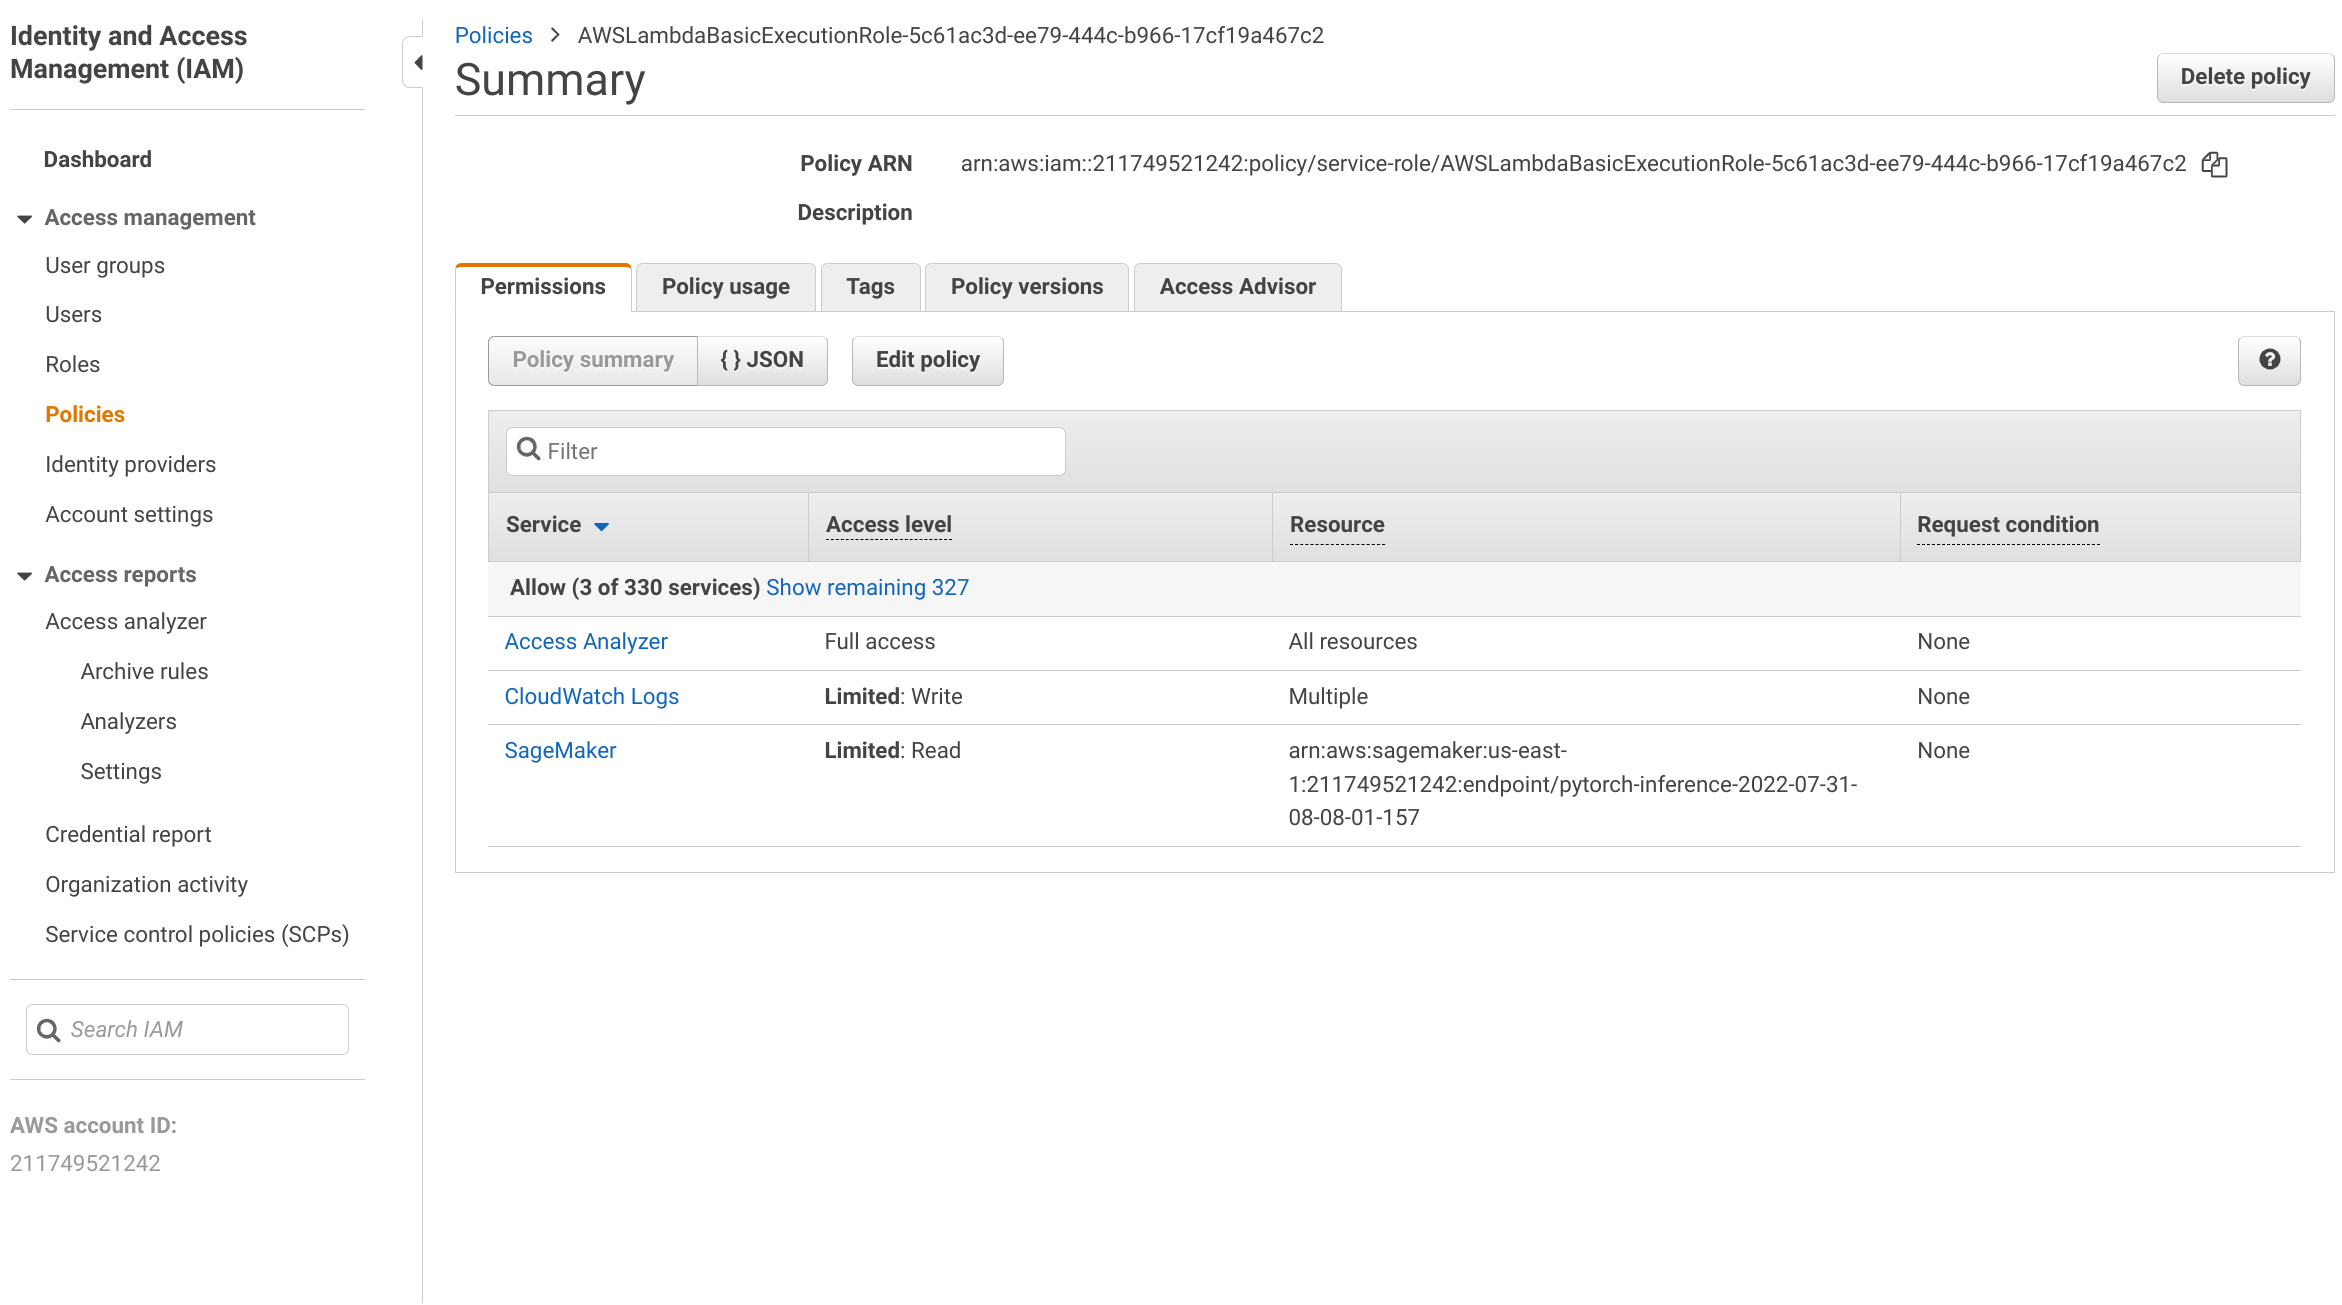 Identity and Access
Management (IAM)
Dashboard
Access management
User groups
Users
Roles
Policies
Identity providers
Account settings
Access reports
Access analyzer
Archive rules
Analyzers
Settings
Credential report
Organization activity
Service control policies (SCPs)
Search IAM
AWS account ID:
211749521242
Policies > AWSLambdaBasicExecutionRole-5c61ac3d-ee79-444c-b966-17cf19a467c2
Summary
Delete policy
Policy ARN arn:aws:iam::211749521242:policy/service-role/AWSLambdaBasicExecutionRole-5c61ac3d-ee79-444c-b966-17cf19a467c2
Description
Permissions Policy usage Tags Policy versions Access Advisor
Policy summary { } JSON Edit policy ?
Filter
Service Access level Resource Request condition
Allow (3 of 330 services) Show remaining 327
Access Analyzer Full access All resources None
CloudWatch Logs Limited: Write Multiple None
SageMaker Limited: Read arn:aws:sagemaker:us-east- None
1:211749521242:endpoint/pytorch-inference-2022-07-31-
08-08-01-157